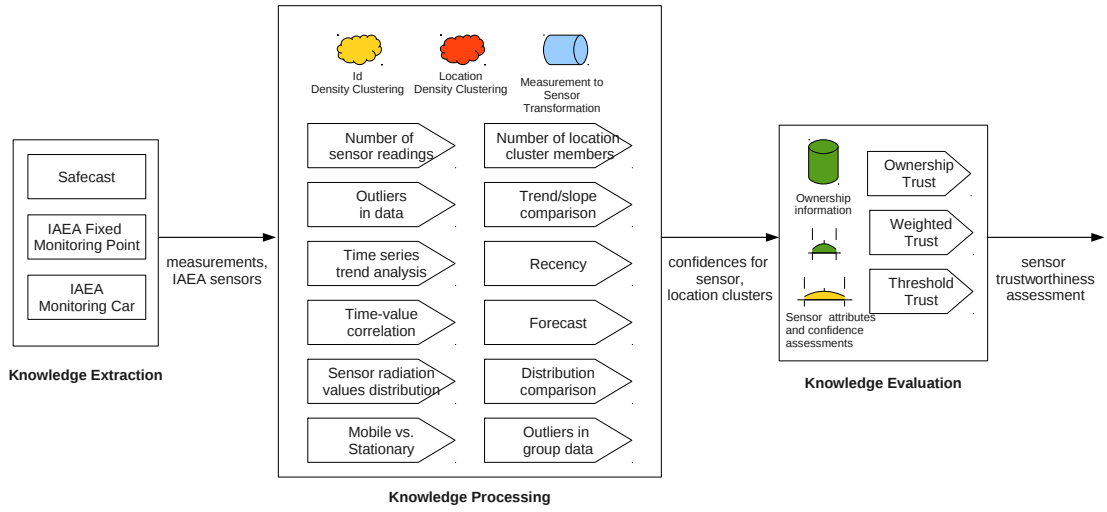 Safecast
IAEA Fixed
Monitoring Point
IAEA
Monitoring Car
Knowledge Extraction
measurements,
IAEA sensors
Id
Density Clustering
Location
Density Clustering
Measurement to
Sensor
Transformation
Number of
sensor readings
Number of location
cluster members
Outliers
in data
Trend/slope
comparison
Time series
trend analysis
Recency
Time-value
correlation
Forecast
Sensor radiation
values distribution
Distribution
comparison
Mobile vs.
Stationary
Outliers in
group data
Knowledge Processing
confidences for
sensor,
location clusters
Ownership
information
Sensor attributes
and confidence
assessments
Ownership
Trust
Weighted
Trust
Threshold
Trust
Knowledge Evaluation
sensor
trustworthiness
assessment